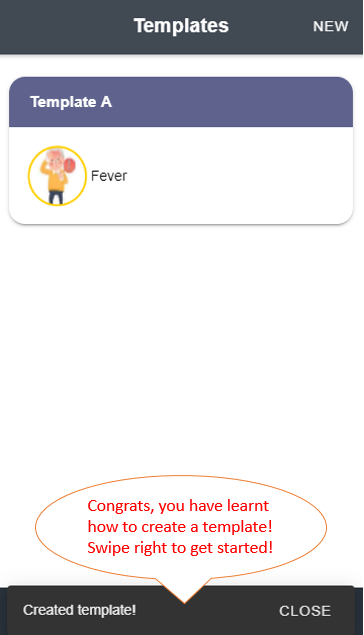 Templates NEW
Template A
Fever
Congrats, you have learnt
how to create a template!
Swipe right to get started!
Created template! CLOSE